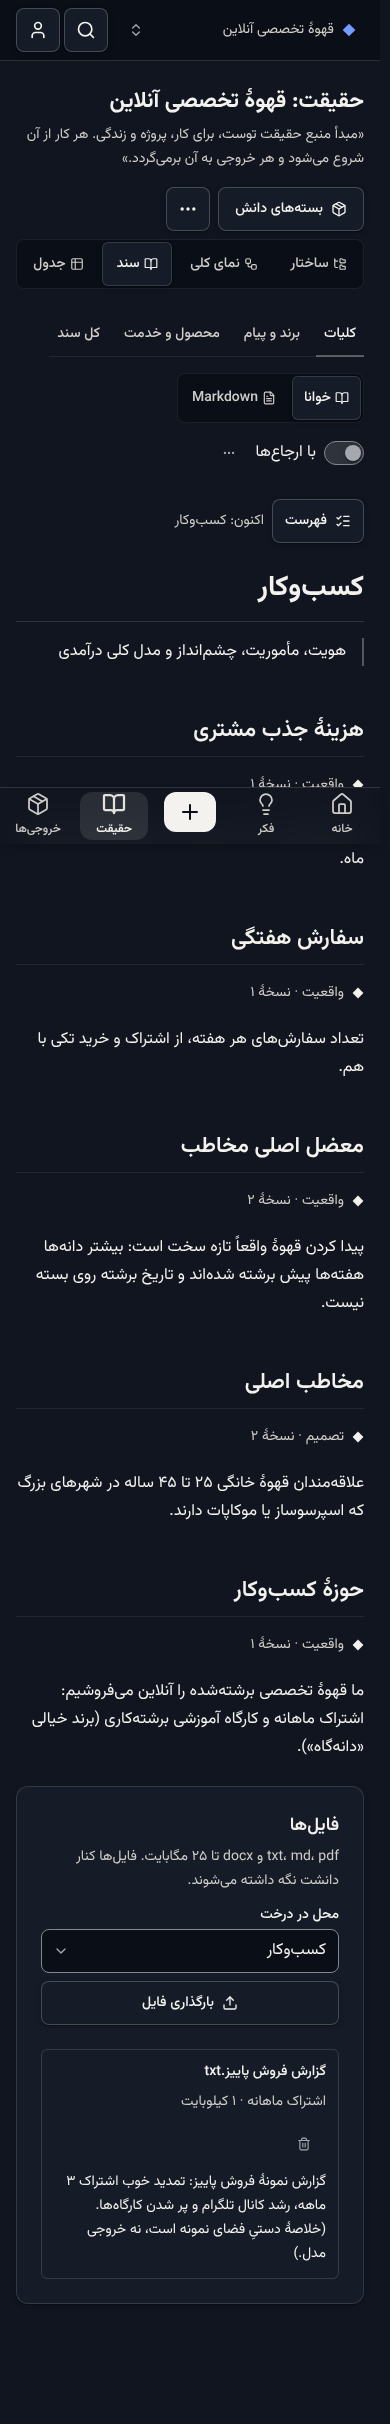 قهوهٔ تخصصی آنلاین
حقیقت: قهوهٔ تخصصی آنلاین
«مبدأ منبع حقیقت توست، برای کار، پروژه و زندگی. هر کار از آن
شروع می‌شود و هر خروجی به آن برمی‌گردد.»
بسته‌های دانش
ساختار
نمای کلی
سند
جدول
کلیات
برند و پیام
محصول و خدمت
کل سند
خوانا
Markdown
با ارجاع‌ها
فهرست
اکنون: کسب‌وکار
کسب‌وکار
هویت، مأموریت، چشم‌انداز و مدل کلی درآمدی
هزینهٔ جذب مشتری
واقعیت · نسخهٔ ۱
خانه
فکر
حقیقت
خروجی‌ها
ماه.
سفارش هفتگی
واقعیت · نسخهٔ ۱
تعداد سفارش‌های هر هفته، از اشتراک و خرید تکی با
هم.
معضل اصلی مخاطب
واقعیت · نسخهٔ ۲
پیدا کردن قهوهٔ واقعاً تازه سخت است: بیشتر دانه‌ها
هفته‌ها پیش برشته شده‌اند و تاریخ برشته روی بسته
نیست.
مخاطب اصلی
تصمیم · نسخهٔ ۲
علاقه‌مندان قهوهٔ خانگی ۲۵ تا ۴۵ ساله در شهرهای بزرگ
که اسپرسوساز یا موکاپات دارند.
حوزهٔ کسب‌وکار
واقعیت · نسخهٔ ۱
ما قهوهٔ تخصصی برشته‌شده را آنلاین می‌فروشیم:
اشتراک ماهانه و کارگاه آموزشی برشته‌کاری (برند خیالی
«دانه‌گاه»).
فایل‌ها
txt، md، pdf و docx تا ۲۵ مگابایت. فایل‌ها کنار
دانشت نگه داشته می‌شوند.
محل در درخت
کسب‌وکار
بارگذاری فایل
گزارش فروش پاییز.txt
اشتراک ماهانه · ۱ کیلوبایت
گزارش نمونهٔ فروش پاییز: تمدید خوب اشتراک ۳
ماهه، رشد کانال تلگرام و پر شدن کارگاه‌ها.
(خلاصهٔ دستیِ فضای نمونه است، نه خروجی
مدل.)